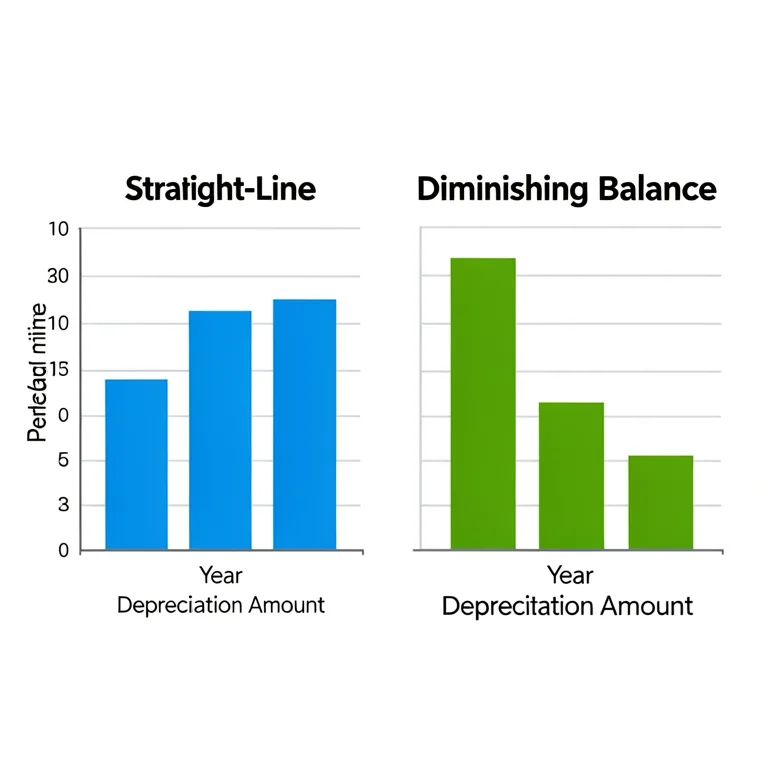 Stratight-Line
10
30
10
15
0
5
3
0
Year
Depreciation Amount
Diminishing Balance
Year
Deprecitation Amount